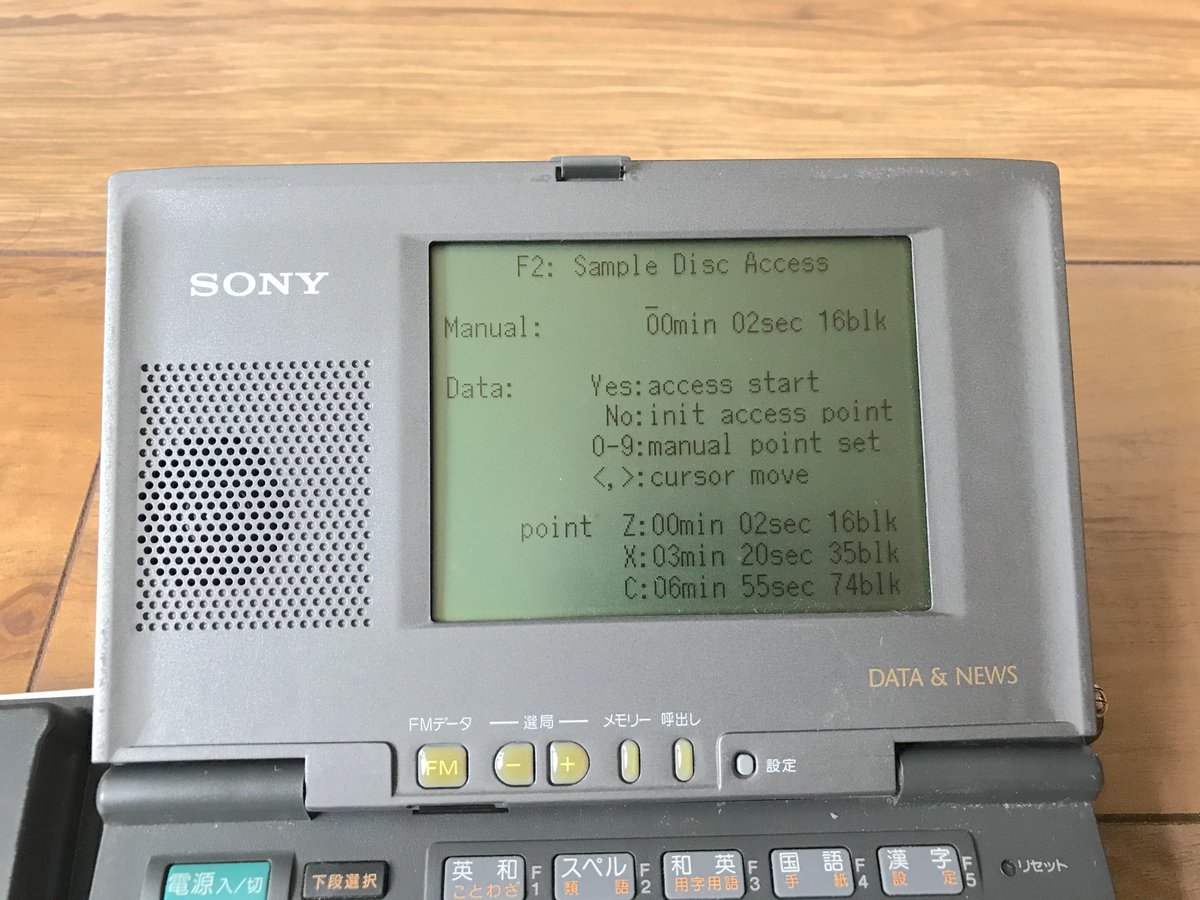 SONY
F2: Sample Disc Access
Manual: 00min 02sec 16blk
Data: Yes:access start
No:init access point
0-9:manual point set
<,>:cursor move
point Z:00min 02sec 16blk
X:03min 20sec 35blk
C:06min 55sec 74blk
DATA & NEWS
FMデータ 選局 メモリー 呼出し
FM － ＋ 設定
電源入/切 下段選択 英和 F1 スペル F2 和英 F3 国語 F4 漢字 F5 リセット
ことわざ 類語 用字用語 手紙 設定